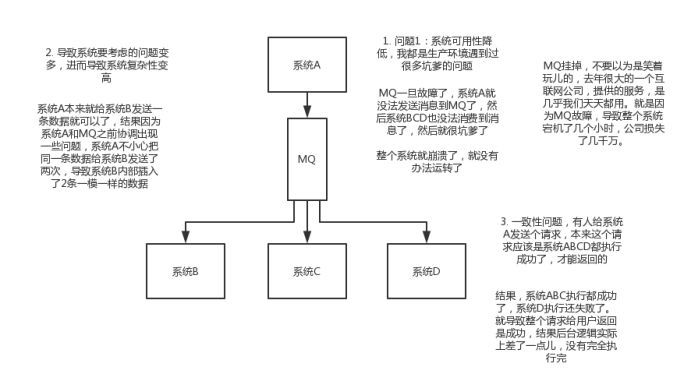 2. 导致系统要考虑的问题变
多，进而导致系统复杂性变
高
系统A本来就给系统B发送一
条数据就可以了，结果因为
系统A和MQ之前协调出现
一些问题，系统A不小心把
同一条数据给系统B发送了
两次，导致系统B内部插入
了2条一模一样的数据
系统A
MQ
系统B
系统C
系统D
1. 问题1：系统可用性降
低，我都是生产环境遇到过
很多坑爹的问题
MQ一旦故障了，系统A就
没法发送消息到MQ了，然
后系统BCD也没法消费到消
息了，然后就很坑爹了
整个系统就崩溃了，就没有
办法运转了
MQ挂掉，不要以为是笑着
玩儿的，去年很大的一个互
联网公司，提供的服务，是
几乎我们天天都用。就是因
为MQ故障，导致整个系统
宕机了几个小时，公司损失
了几千万。
3. 一致性问题，有人给系统
A发送个请求，本来这个请
求应该是系统ABCD都执行
成功了，才能返回的
结果，系统ABC执行都成功
了，系统D执行还失败了。
就导致整个请求给用户返回
是成功，结果后台逻辑实际
上差了一点儿，没有完全执
行完